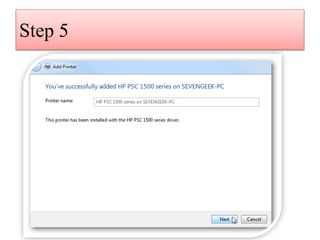 Step 5
Add Printer
You've successfully added HP PSC 1500 series on SEVENGEEK-PC
Printer name: HP PSC 1500 series on SEVENGEEK-PC
This printer has been installed with the HP PSC 1500 series driver.
Next Cancel